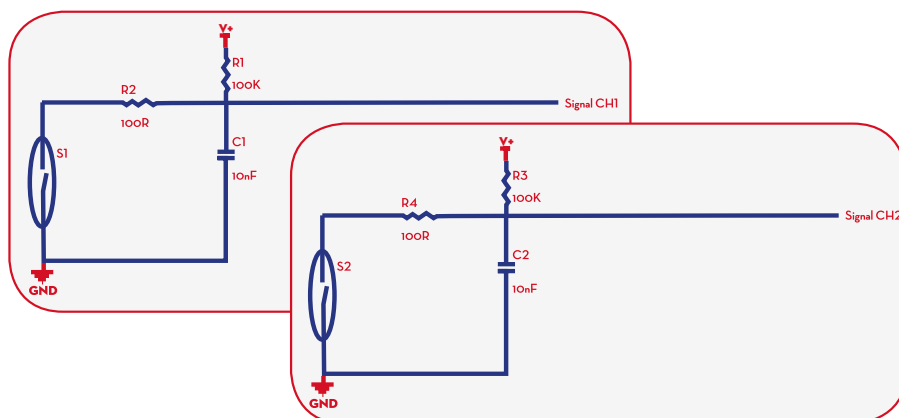 V+
R1
100K
R2
100R
Signal CH1
S1
C1
10nF
GND
V+
R3
100K
R4
100R
Signal CH2
S2
C2
10nF
GND